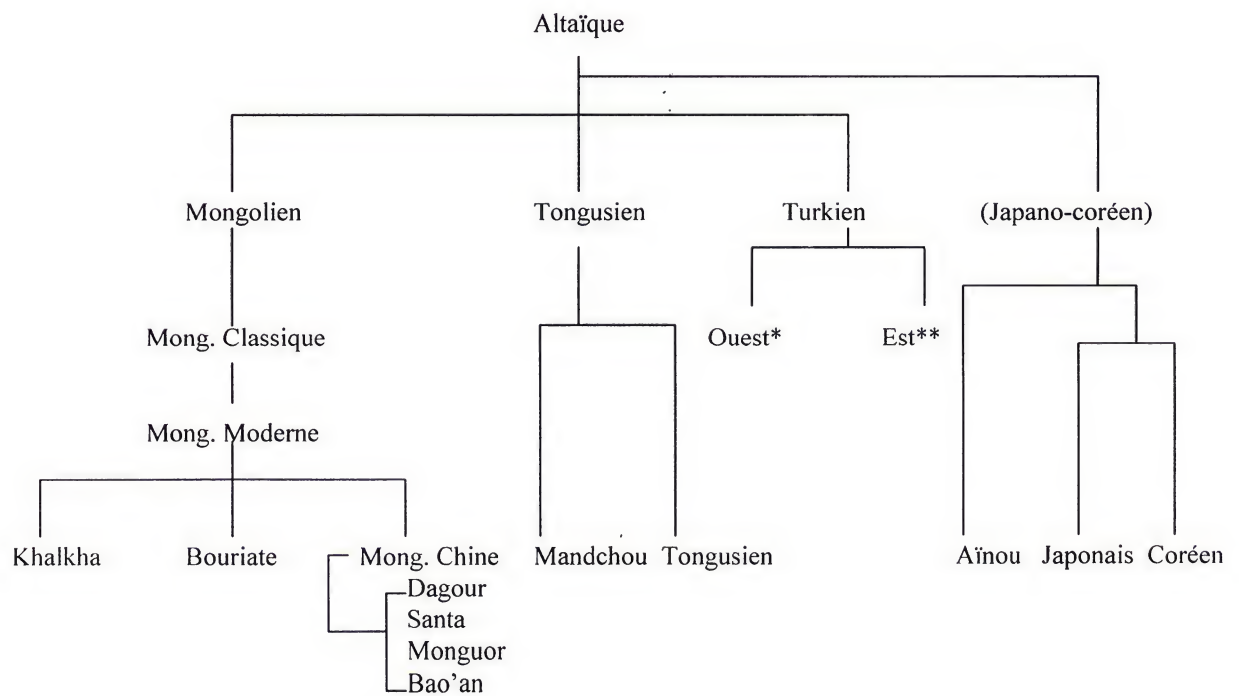 Altaïque
Mongolien Tongusien Turkien (Japano-coréen)
Mong. Classique Ouest* Est**
Mong. Moderne
Khalkha Bouriate Mong. Chine Mandchou Tongusien Aïnou Japonais Coréen
Dagour
Santa
Monguor
Bao'an